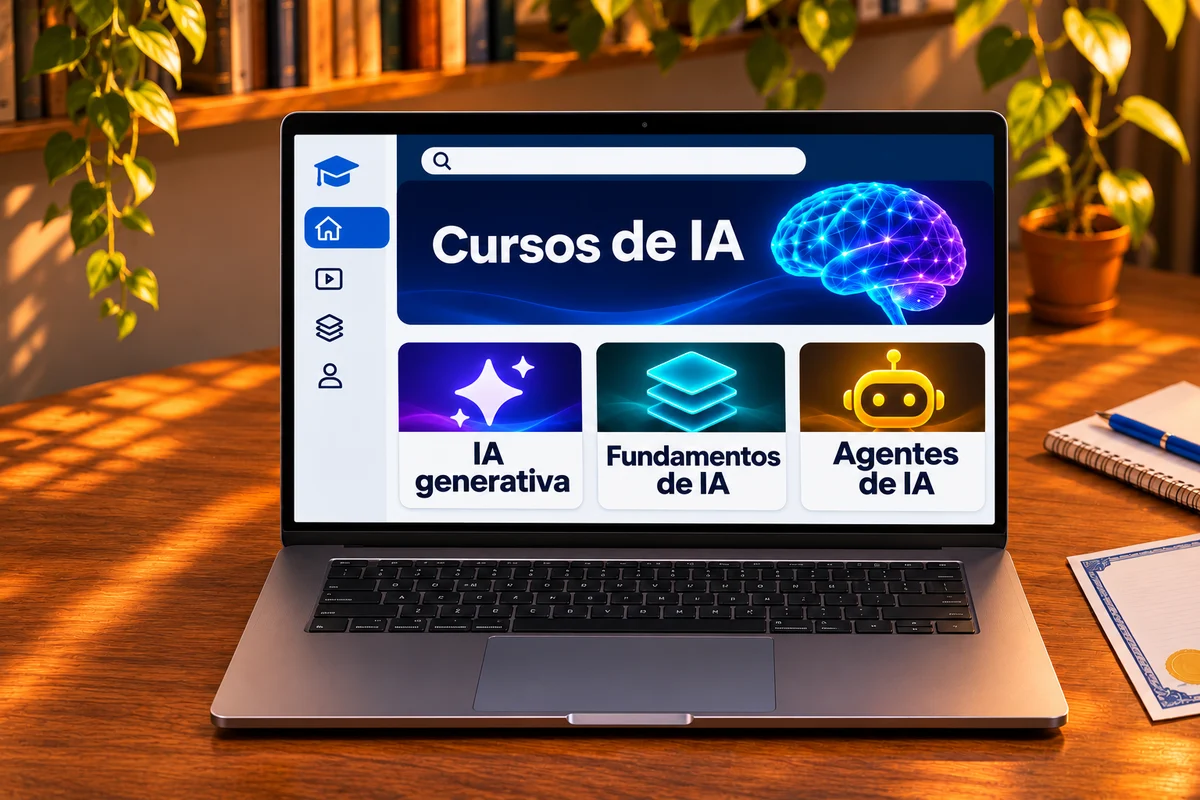 Cursos de IA
IA
generativa
Fundamentos
de IA
Agentes
de IA